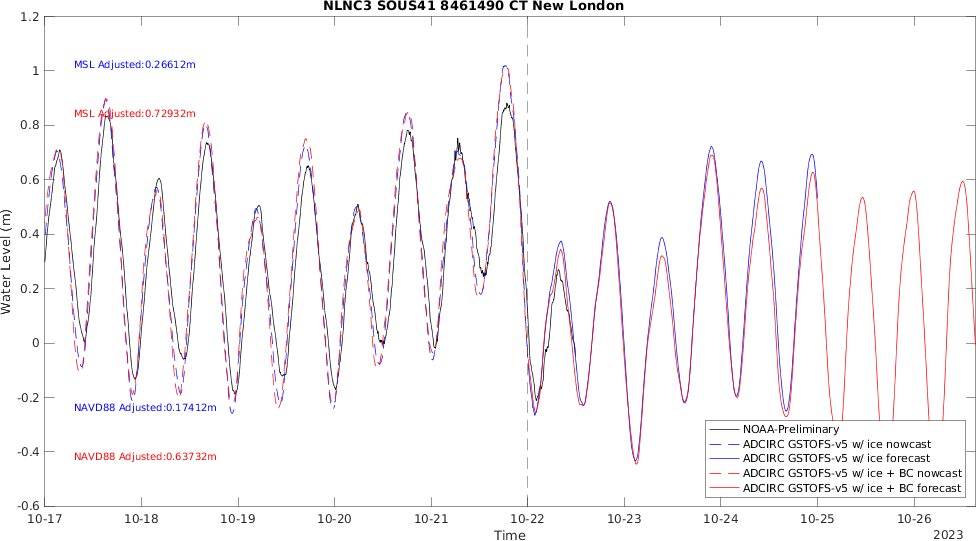 NLNC3 SOUS41 8461490 CT New London
1.2
1
0.8
0.6
0.4
0.2
0
-0.2
-0.4
-0.6
Water Level (m)
MSL Adjusted:0.26612m
MSL Adjusted:0.72932m
NAVD88 Adjusted:0.17412m
NAVD88 Adjusted:0.63732m
NOAA-Preliminary
ADCIRC GSTOFS-v5 w/ ice nowcast
ADCIRC GSTOFS-v5 w/ ice forecast
ADCIRC GSTOFS-v5 w/ ice + BC nowcast
ADCIRC GSTOFS-v5 w/ ice + BC forecast
10-17 10-18 10-19 10-20 10-21 10-22 10-23 10-24 10-25 10-26
Time
2023